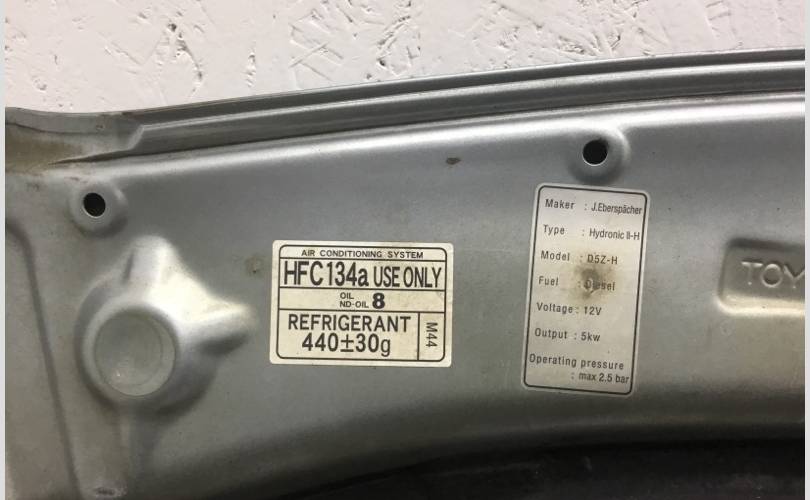 AIR CONDITIONING SYSTEM
HFC134a USE ONLY
OIL
ND-OIL 8
REFRIGERANT
440±30g
M44
Maker : J.Eberspächer
Type : Hydronic II-H
Model : D5Z-H
Fuel : Diesel
Voltage : 12V
Output : 5kw
Operating pressure
: max 2.5 bar
TOY